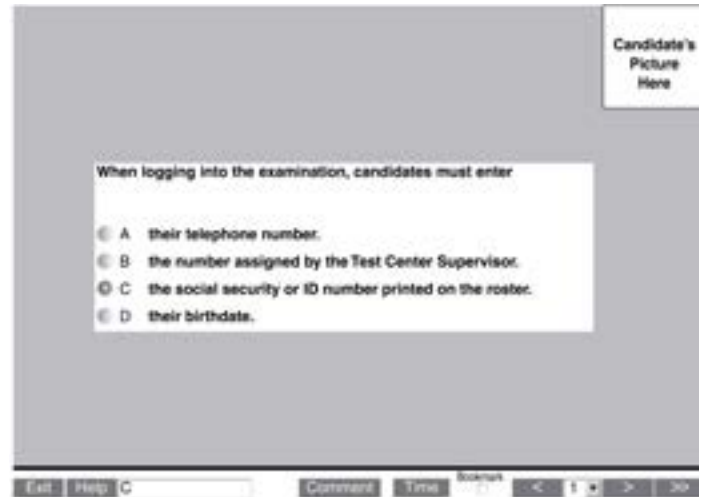 Candidate's
Picture
Here
When logging into the examination, candidates must enter
A their telephone number.
B the number assigned by the Test Center Supervisor.
C the social security or ID number printed on the roster.
D their birthdate.
Bookmark
Exit Help C Comment Time < 1 > >>